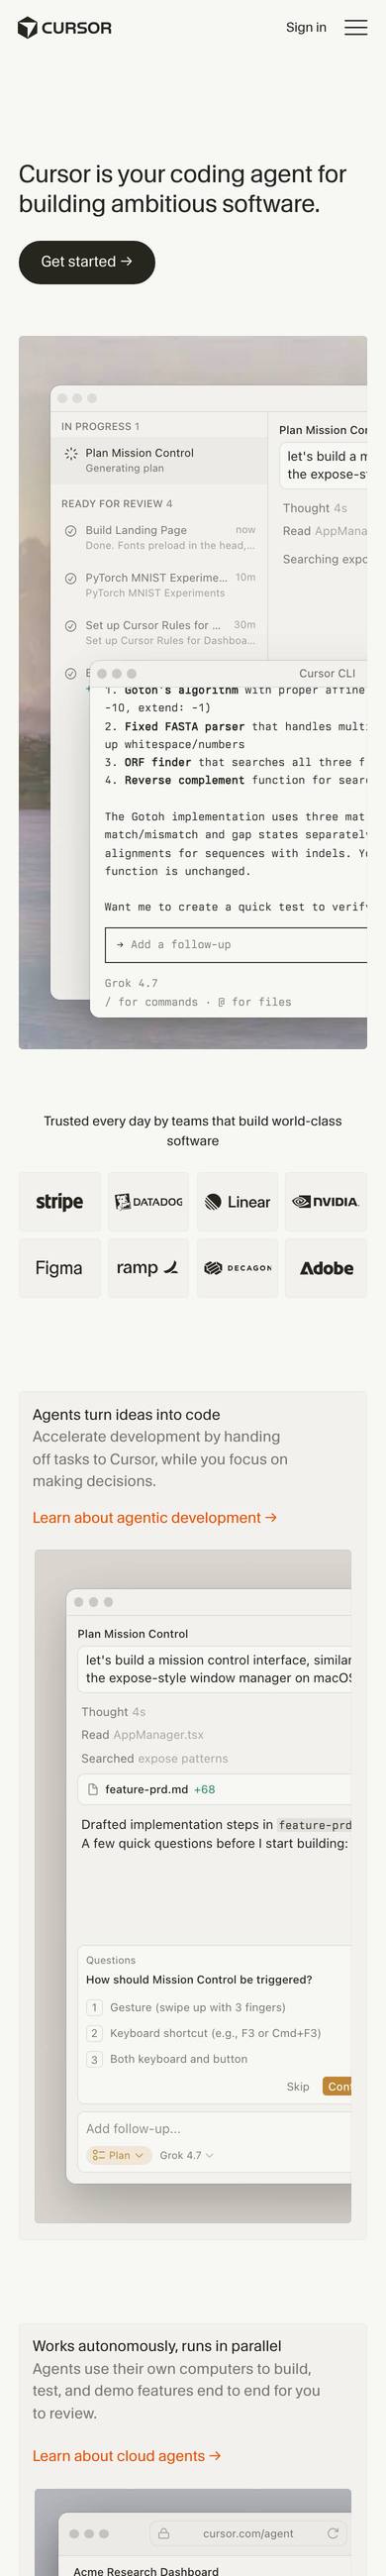 CURSOR
Sign in
Cursor is your coding agent for
building ambitious software.
Get started →
IN PROGRESS 1
Plan Mission Control
Generating plan
READY FOR REVIEW 4
Build Landing Page now
Done. Fonts preload in the head,...
PyTorch MNIST Experime... 10m
PyTorch MNIST Experiments
Set up Cursor Rules for ... 30m
Set up Cursor Rules for Dashboa...
Plan Mission
let's build a
the
Thought 4s
Read
Searching
Cursor CLI
1. Gotoh's algorithm with proper affine
-10, extend: -1)
2. Fixed FASTA parser that handles
up whitespace/numbers
3. ORF finder that searches all three
4. Reverse complement function for
The Gotoh implementation uses three
match/mismatch and gap states separately
alignments for sequences with indels.
function is unchanged.
Want me to create a quick test to
→ Add a follow-up
Grok 4.7
/ for commands · @ for files
Trusted every day by teams that build world-class
software
stripe
DATADOG
Linear
NVIDIA.
Figma
ramp
DECAGON
Adobe
Agents turn ideas into code
Accelerate development by handing
off tasks to Cursor, while you focus on
making decisions.
Learn about agentic development →
Plan Mission Control
let's build a mission control interface, similar
the expose-style window manager on macOS
Thought 4s
Read AppManager.tsx
Searched expose patterns
feature-prd.md +68
Drafted implementation steps in feature-prd
A few quick questions before I start building:
Questions
How should Mission Control be triggered?
1 Gesture (swipe up with 3 fingers)
2 Keyboard shortcut (e.g., F3 or Cmd+F3)
3 Both keyboard and button
Skip
Add follow-up...
Plan
Grok 4.7
Works autonomously, runs in parallel
Agents use their own computers to build,
test, and demo features end to end for you
to review.
Learn about cloud agents →
cursor.com/agent
Acme Research Dashboard